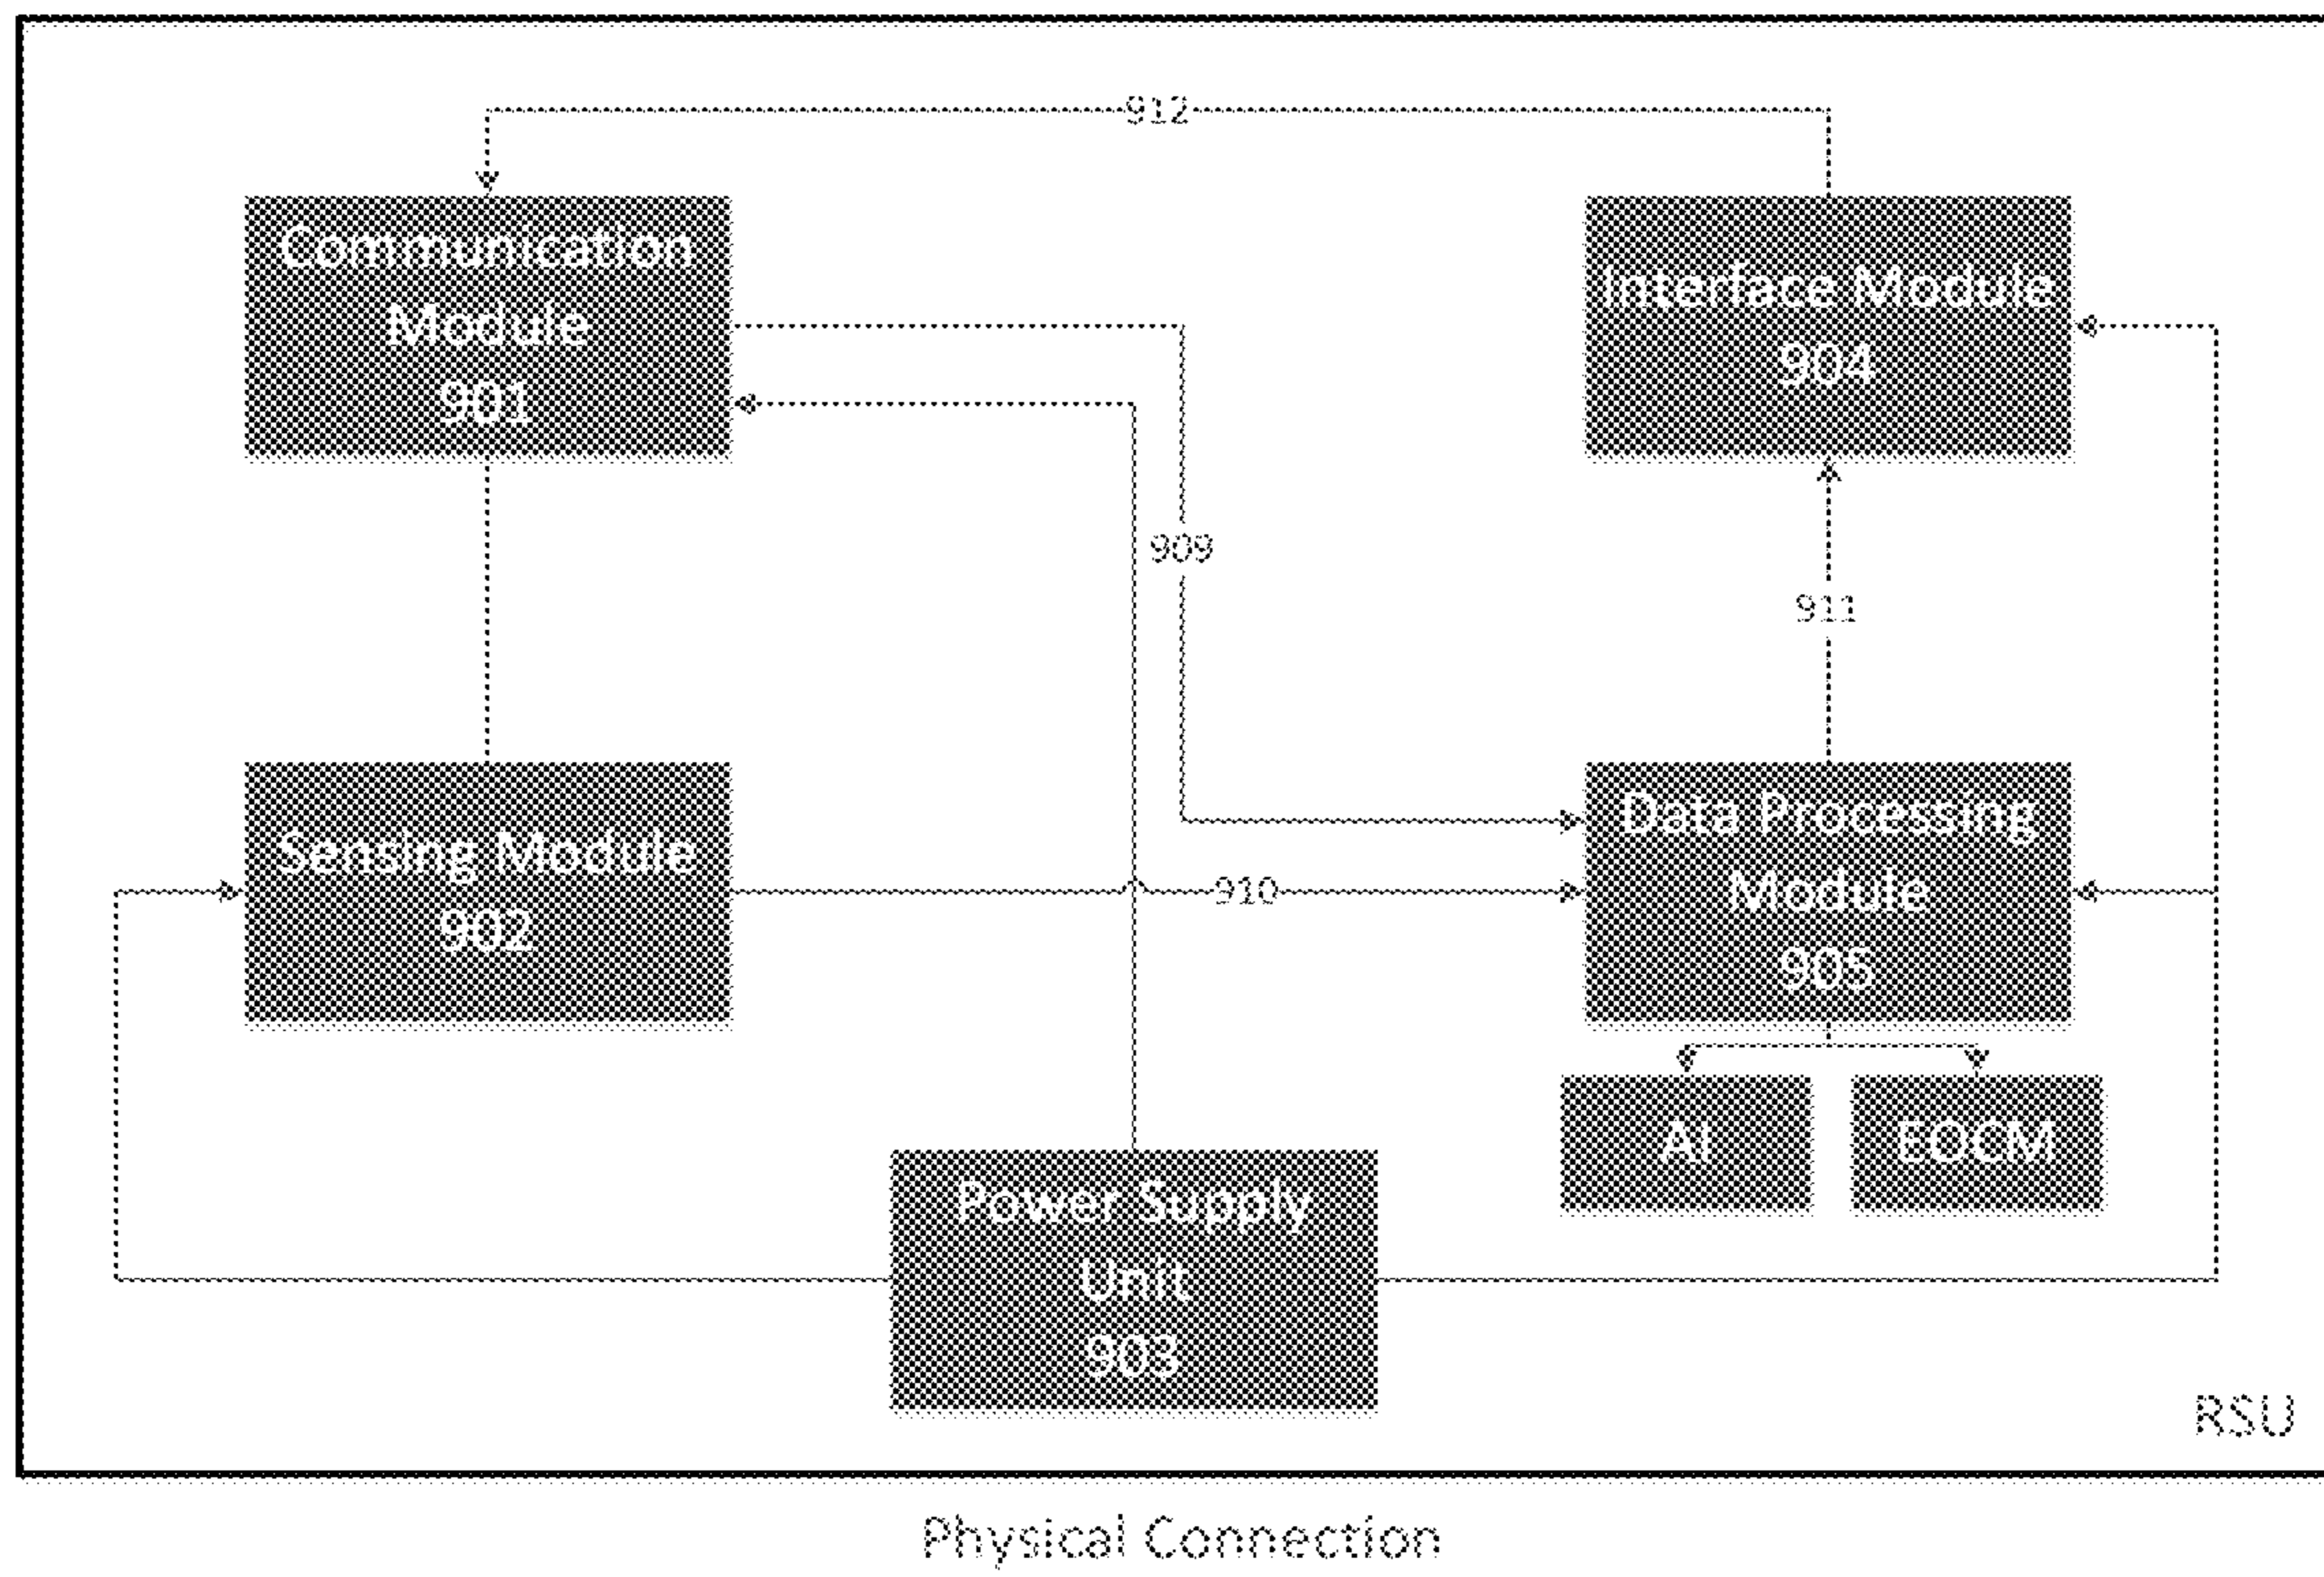 912
Communication
Module
901
Interface Module
904
909
911
Sensing Module
902
910
Data Processing
Module
905
AI
EOCM
Power Supply
Unit
903
RSU
Physical Connection